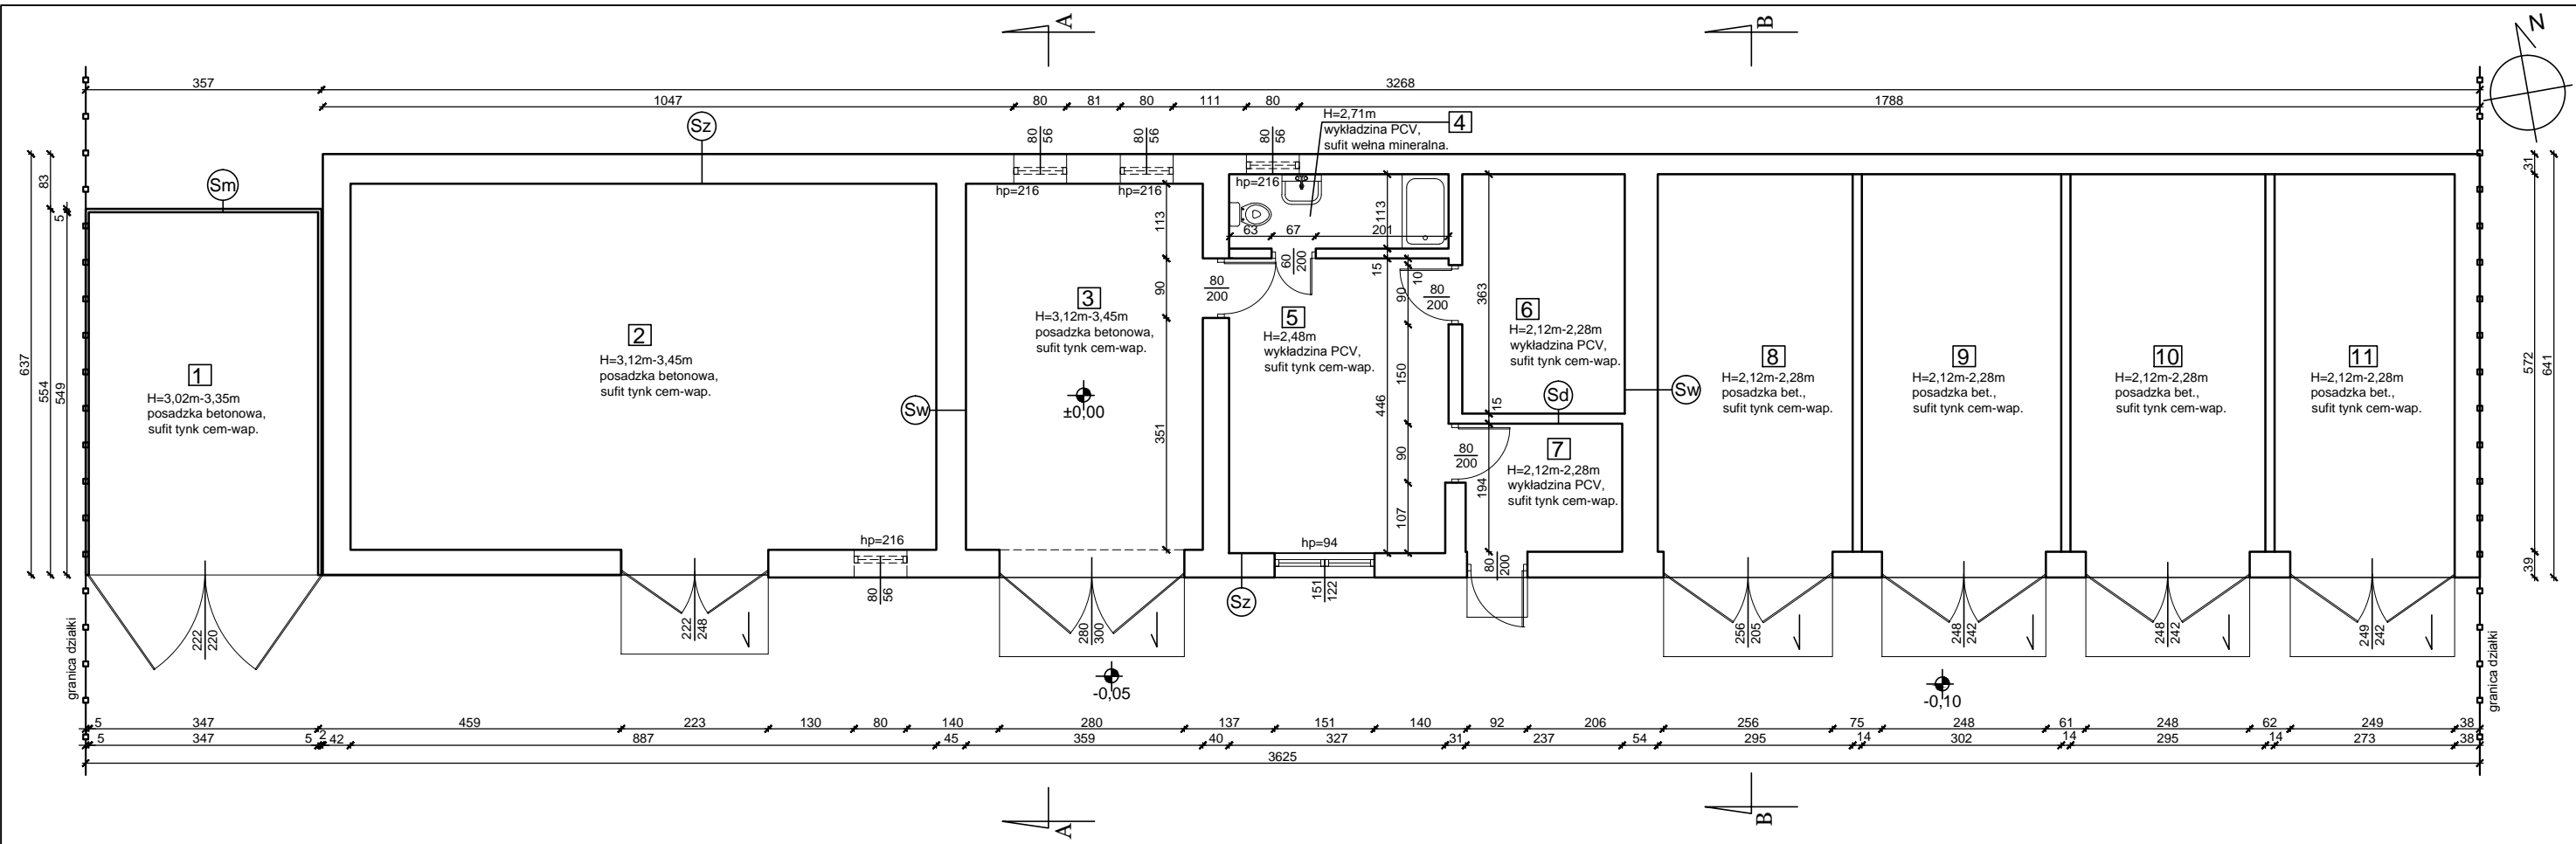 A
B
N
357
3268
1047
80
81
80
111
80
1788
Sz
80
56
80
56
80
56
H=2,71m
4
wykładzina PCV,
sufit wełna mineralna.
hp=216
hp=216
hp=216
Sm
83
5
637
554
549
31
572
641
39
113
90
351
63
67
201
113
15
10
90
150
446
90
107
363
15
194
80
200
60
200
80
200
80
200
80
200
1
H=3,02m-3,35m
posadzka betonowa,
sufit tynk cem-wap.
2
H=3,12m-3,45m
posadzka betonowa,
sufit tynk cem-wap.
3
H=3,12m-3,45m
posadzka betonowa,
sufit tynk cem-wap.
±0,00
Sw
5
H=2,48m
wykładzina PCV,
sufit tynk cem-wap.
6
H=2,12m-2,28m
wykładzina PCV,
sufit tynk cem-wap.
Sd
Sw
7
H=2,12m-2,28m
wykładzina PCV,
sufit tynk cem-wap.
8
H=2,12m-2,28m
posadzka bet.,
sufit tynk cem-wap.
9
H=2,12m-2,28m
posadzka bet.,
sufit tynk cem-wap.
10
H=2,12m-2,28m
posadzka bet.,
sufit tynk cem-wap.
11
H=2,12m-2,28m
posadzka bet.,
sufit tynk cem-wap.
hp=216
hp=94
80
56
Sz
151
122
222
220
222
248
280
300
256
205
248
242
248
242
249
242
granica działki
granica działki
-0,05
-0,10
5
347
459
223
130
80
140
280
137
151
140
92
206
256
75
248
61
248
62
249
38
5
347
5
2
42
887
45
359
40
327
31
237
54
295
14
302
14
295
14
273
38
3625
A
B